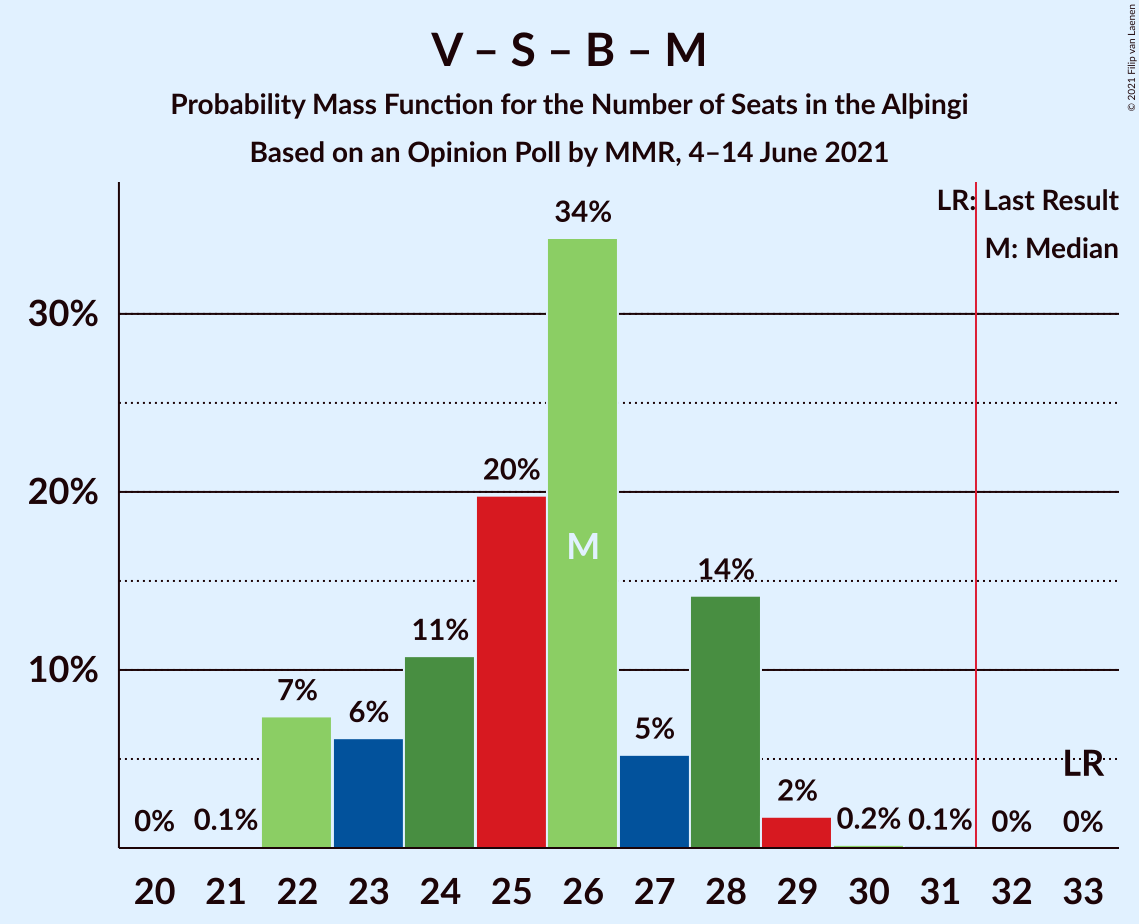 V – S – B – M
Probability Mass Function for the Number of Seats in the Alþingi
Based on an Opinion Poll by MMR, 4–14 June 2021
© 2021 Filip van Laenen
LR: Last Result
M: Median
30%
20%
10%
0%
0.1%
7%
6%
11%
20%
34%
M
5%
14%
2%
0.2%
0.1%
0%
LR
0%
20 21 22 23 24 25 26 27 28 29 30 31 32 33